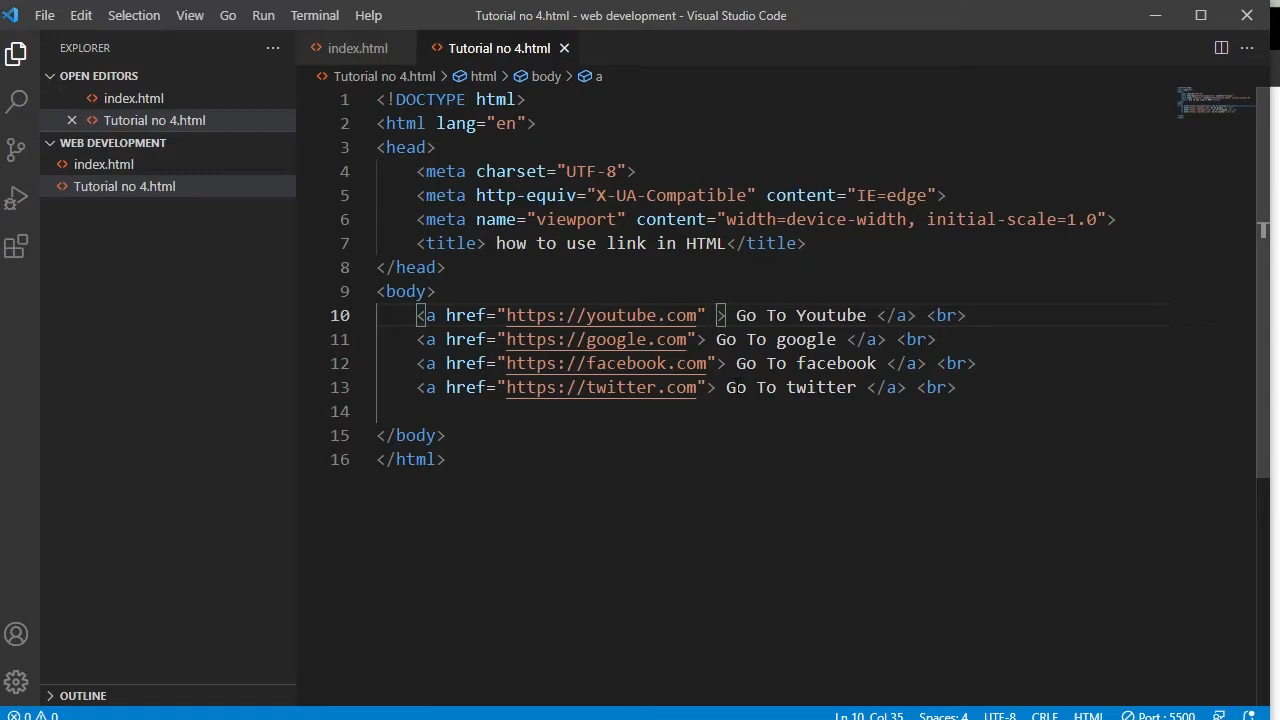 File Edit Selection View Go Run Terminal Help Tutorial no 4.html - web development - Visual Studio Code
EXPLORER
OPEN EDITORS
index.html
Tutorial no 4.html
WEB DEVELOPMENT
index.html
Tutorial no 4.html
OUTLINE
index.html Tutorial no 4.html
Tutorial no 4.html > html > body > a
1 <!DOCTYPE html>
2 <html lang="en">
3 <head>
4 <meta charset="UTF-8">
5 <meta http-equiv="X-UA-Compatible" content="IE=edge">
6 <meta name="viewport" content="width=device-width, initial-scale=1.0">
7 <title> how to use link in HTML</title>
8 </head>
9 <body>
10 <a href="https://youtube.com" > Go To Youtube </a> <br>
11 <a href="https://google.com"> Go To google </a> <br>
12 <a href="https://facebook.com"> Go To facebook </a> <br>
13 <a href="https://twitter.com"> Go To twitter </a> <br>
14
15 </body>
16 </html>
0 0 Ln 10, Col 35 Spaces: 4 UTF-8 CRLF HTML Port : 5500